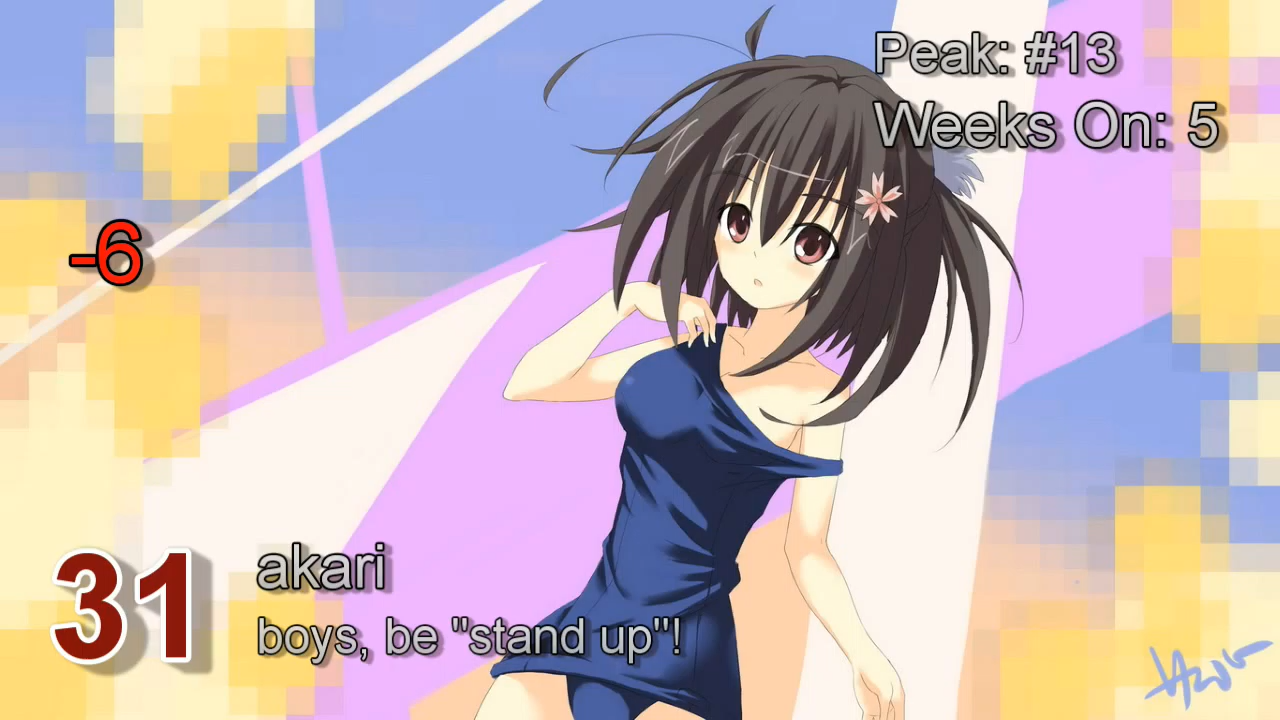 Peak: #13
Weeks On: 5
-6
31
akari
boys, be "stand up"!